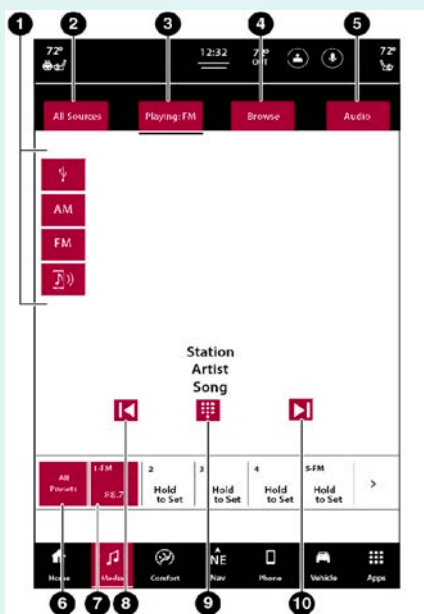 1 2 3 4 5
72° 12:32 72° OUT 72°
All Sources Playing: FM Browse Audio
AM
FM
Station
Artist
Song
All Presets
1-FM 88.7
2 Hold to Set
3 Hold to Set
4 Hold to Set
5-FM Hold to Set
>
Home Media Comfort NE Nav Phone Vehicle Apps
6 7 8 9 10